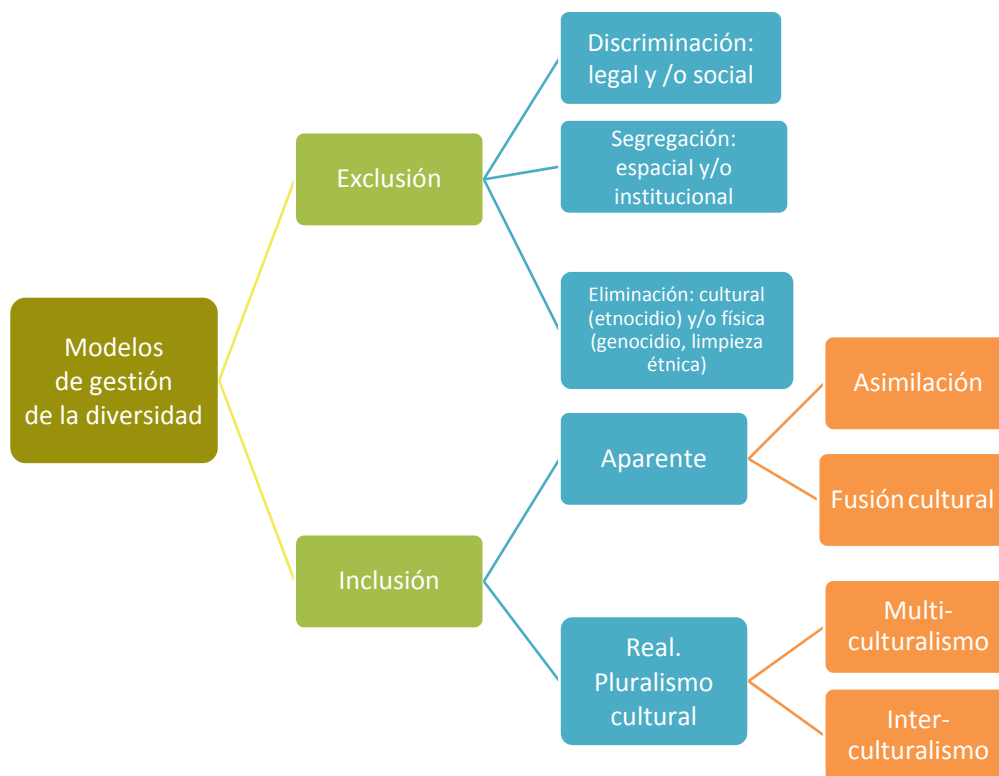 Modelos
de gestión
de la diversidad
Exclusión
Discriminación:
legal y /o social
Segregación:
espacial y/o
institucional
Eliminación: cultural
(etnocidio) y/o física
(genocidio, limpieza
étnica)
Inclusión
Aparente
Asimilación
Fusión cultural
Real.
Pluralismo
cultural
Multi-
culturalismo
Inter-
culturalismo